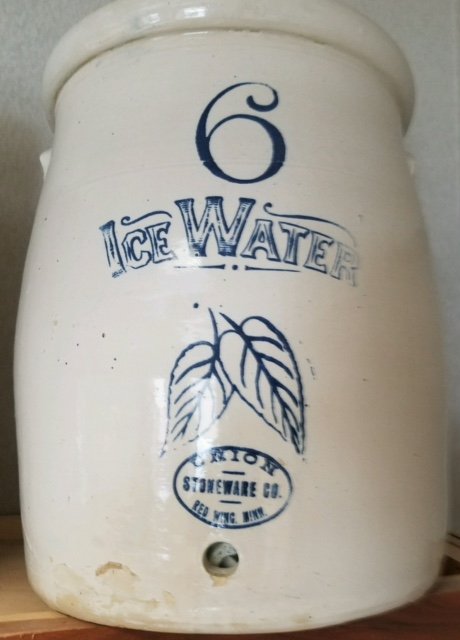 6
ICE WATER
UNION
STONEWARE CO.
RED WING, MINN.